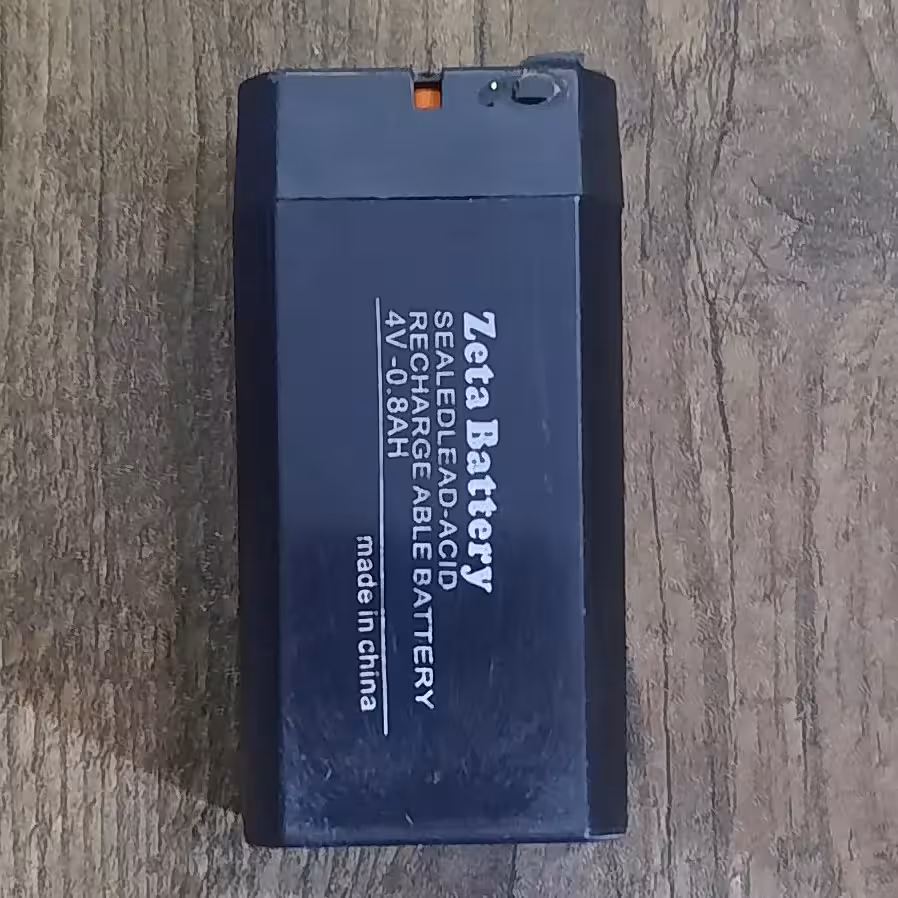 Zeta Battery
SEALEDLEAD-ACID
RECHARGE ABLE BATTERY
4V -0.8AH
made in china